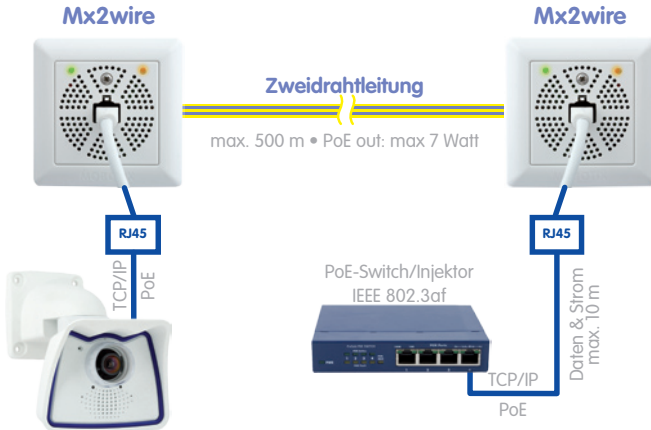 Mx2wire
Mx2wire
Zweidrahtleitung
max. 500 m • PoE out: max 7 Watt
RJ45
RJ45
TCP/IP
PoE
PoE-Switch/Injektor
IEEE 802.3af
Daten & Strom
max. 10 m
TCP/IP
PoE